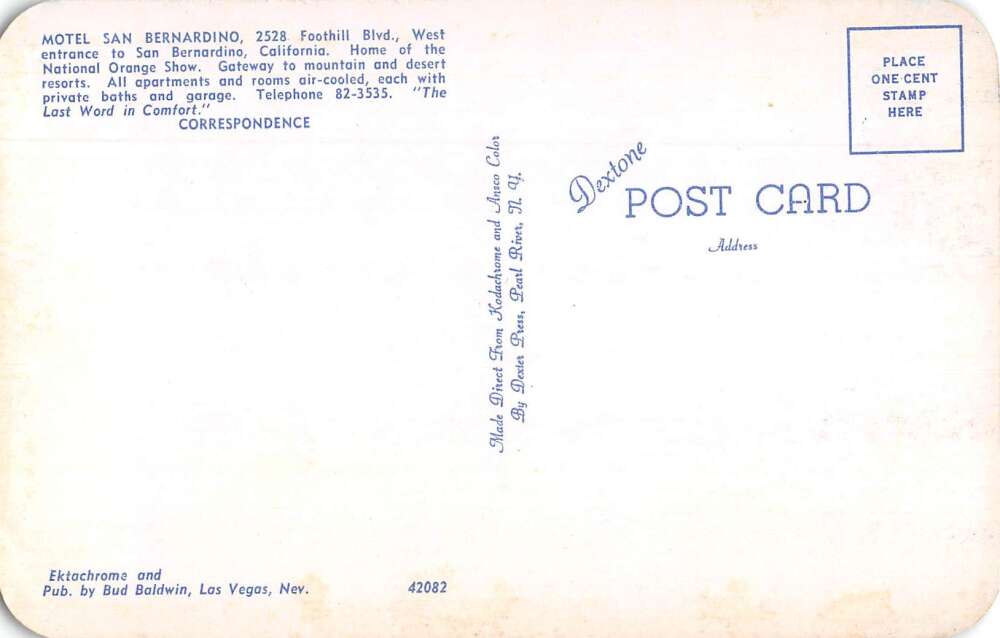 MOTEL SAN BERNARDINO, 2528 Foothill Blvd., West
entrance to San Bernardino, California. Home of the
National Orange Show. Gateway to mountain and desert
resorts. All apartments and rooms air-cooled, each with
private baths and garage. Telephone 82-3535. "The
Last Word in Comfort."
CORRESPONDENCE
Made Direct From Kodachrome and Ansco Color
By Dexter Press, Pearl River, N. Y.
PLACE
ONE CENT
STAMP
HERE
Dextone
POST CARD
Address
Ektachrome and
Pub. by Bud Baldwin, Las Vegas, Nev.
42082